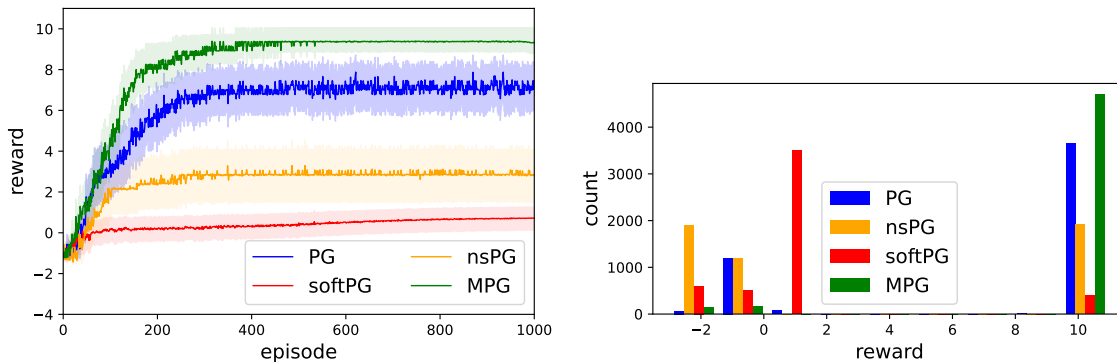 10
8
6
4
2
0
−2
−4
reward
0 200 400 600 800 1000
episode
PG
softPG
nsPG
MPG
4000
3000
2000
1000
0
count
−2 0 2 4 6 8 10
reward
PG
nsPG
softPG
MPG